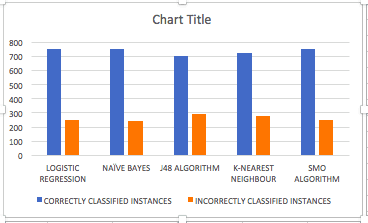 Chart Title
800
700
600
500
400
300
200
100
0
LOGISTIC REGRESSION
NAÏVE BAYES
J48 ALGORITHM
K-NEAREST NEIGHBOUR
SMO ALGORITHM
CORRECTLY CLASSIFIED INSTANCES
INCORRECTLY CLASSIFIED INSTANCES